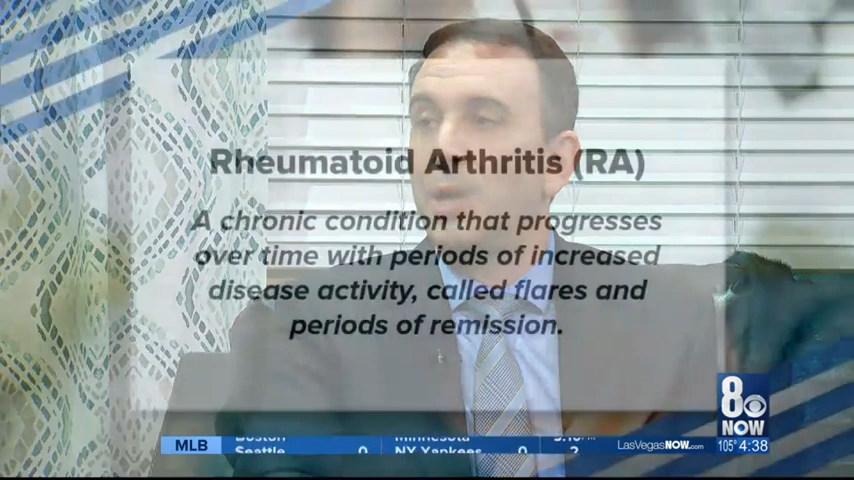 Rheumatoid Arthritis (RA)
A chronic condition that progresses
over time with periods of increased
disease activity, called flares and
periods of remission.
8
NOW
MLB
Boston
Minnesota
Seattle 0
NY Yankees 0
2
LasVegasNOW.com
105° 4:38